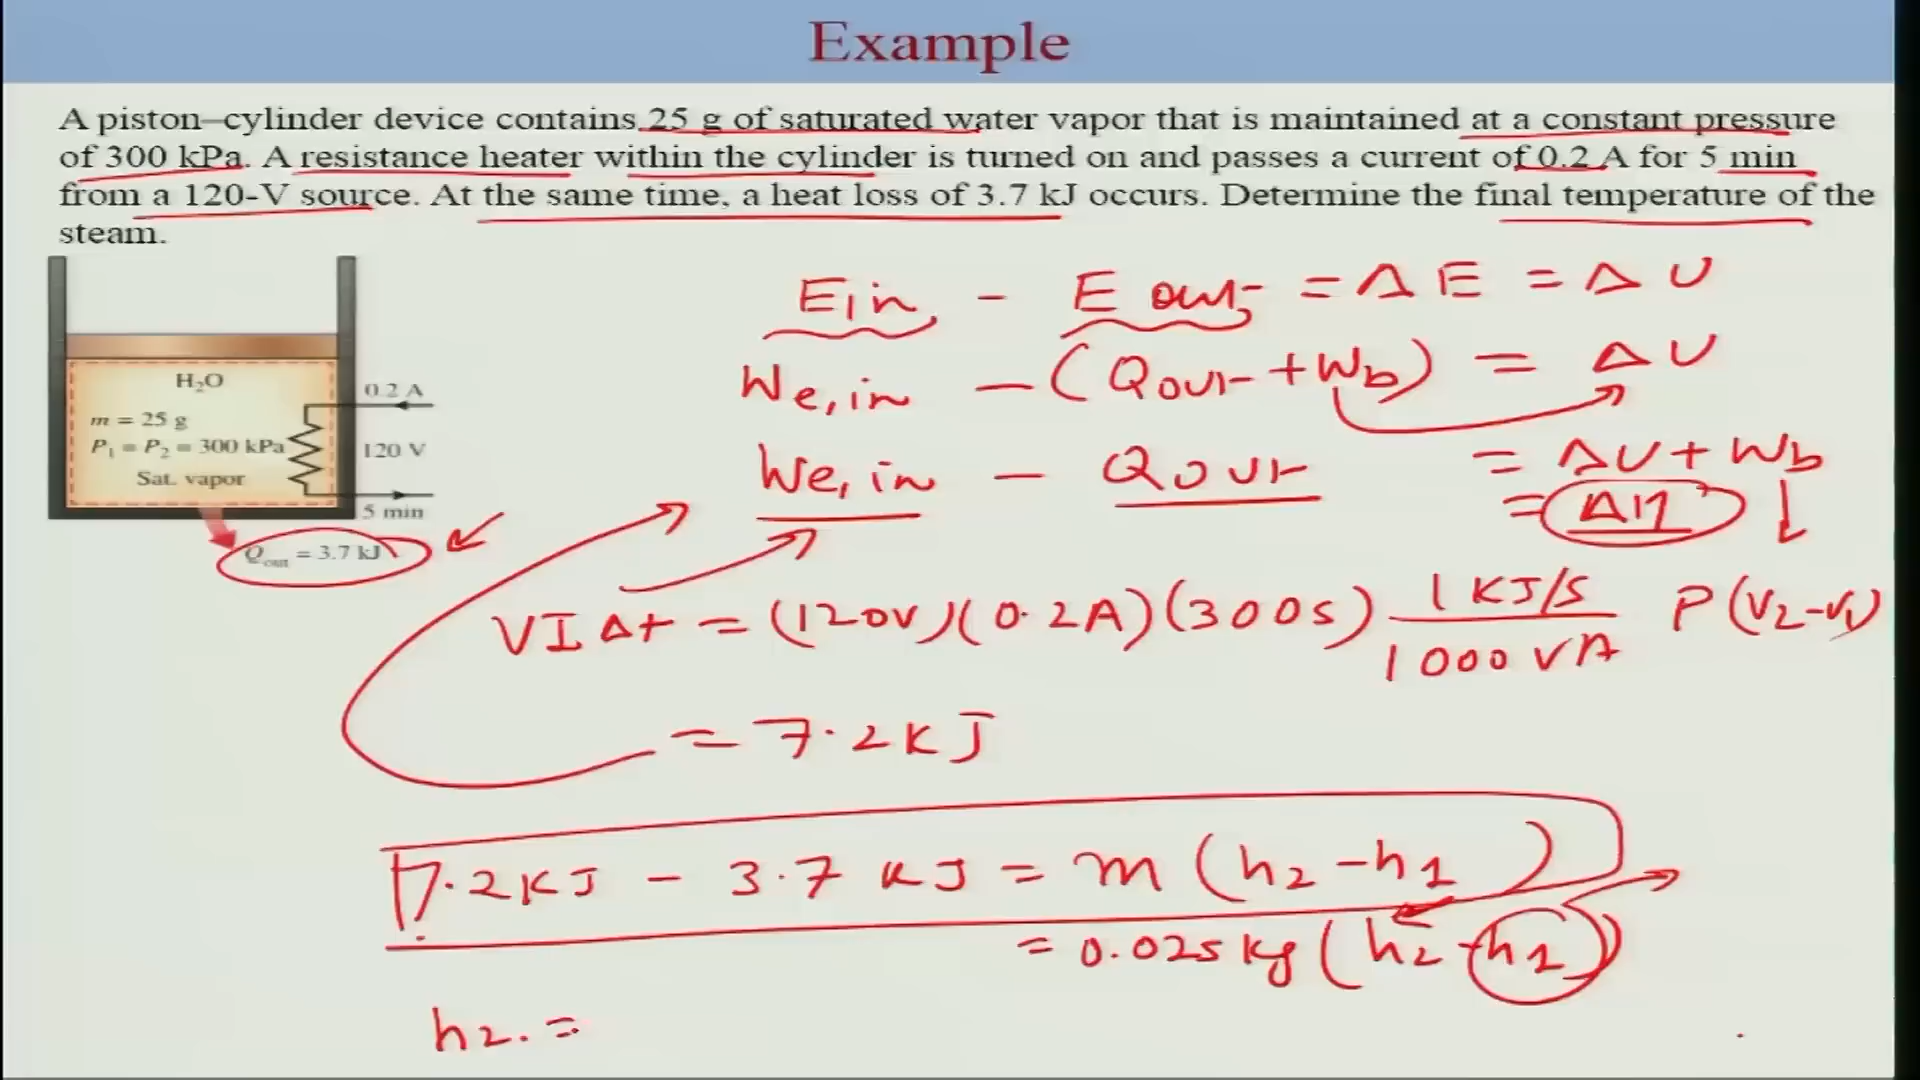 Example
A piston–cylinder device contains 25 g of saturated water vapor that is maintained at a constant pressure
of 300 kPa. A resistance heater within the cylinder is turned on and passes a current of 0.2 A for 5 min
from a 120-V source. At the same time, a heat loss of 3.7 kJ occurs. Determine the final temperature of the
steam.
H₂O
m = 25 g
P₁ = P₂ = 300 kPa
Sat. vapor
0.2 A
120 V
5 min
Q_out = 3.7 kJ
Ein - Eout = ΔE = ΔU
We,in - (Qout + Wb) = ΔU
We,in - Qout = ΔU + Wb
= ΔH
VIΔt = (120V)(0.2A)(300s) 1 KJ/s / 1000 VA P(V2-V1)
= 7.2KJ
7.2KJ - 3.7 KJ = m (h2 - h1)
= 0.025 kg (h2 - h1)
h2. =